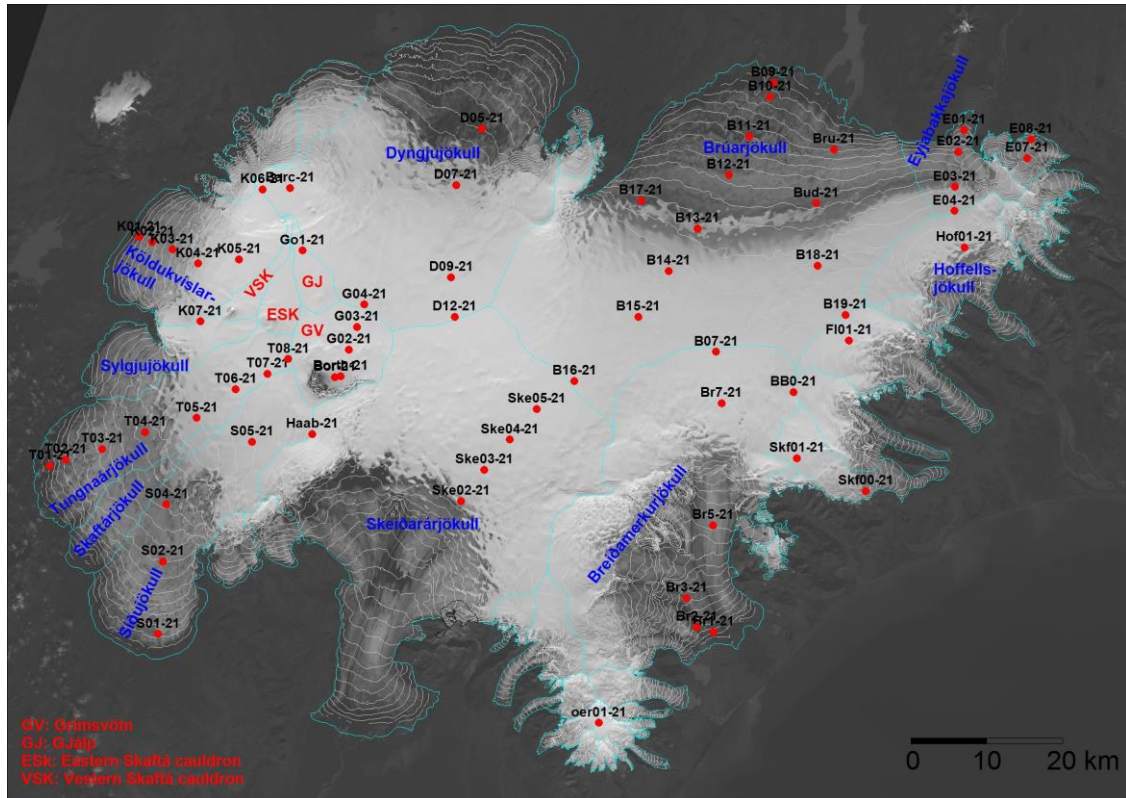 B09-21
B10-21
D05-21
B11-21
Brúarjökull
Bru-21
Eyjabakkajökull
E01-21
E02-21
E08-21
E07-21
Dyngjujökull
D07-21
B12-21
K06-21
Barc-21
B17-21
Bud-21
E03-21
E04-21
K01-21
K02-21
K03-21
K04-21
K05-21
Go1-21
B13-21
Hof01-21
Köldukvíslar-
jökull
VSK
GJ
D09-21
B14-21
B18-21
Hoffells-
jökull
G04-21
ESK
G03-21
GV
D12-21
B15-21
B19-21
K07-21
Fl01-21
G02-21
T08-21
B07-21
Sylgjujökull
T07-21
T06-21
B16-21
BB0-21
Ske05-21
Br7-21
T05-21
S05-21
Haab-21
T04-21
T03-21
T02-21
T01-21
Ske04-21
Ske03-21
Skf01-21
Tungnaárjökull
Skf00-21
S04-21
Ske02-21
Skeiðarárjökull
Skaftárjökull
Breiðamerkurjökull
Br5-21
S02-21
Síðujökull
S01-21
Br3-21
Br2-21
Br1-21
oer01-21
GV: Grímsvötn
GJ: GJálp
ESk: Eastern Skaftá cauldron
VSK: Vestern Skaftá cauldron
0 10 20 km